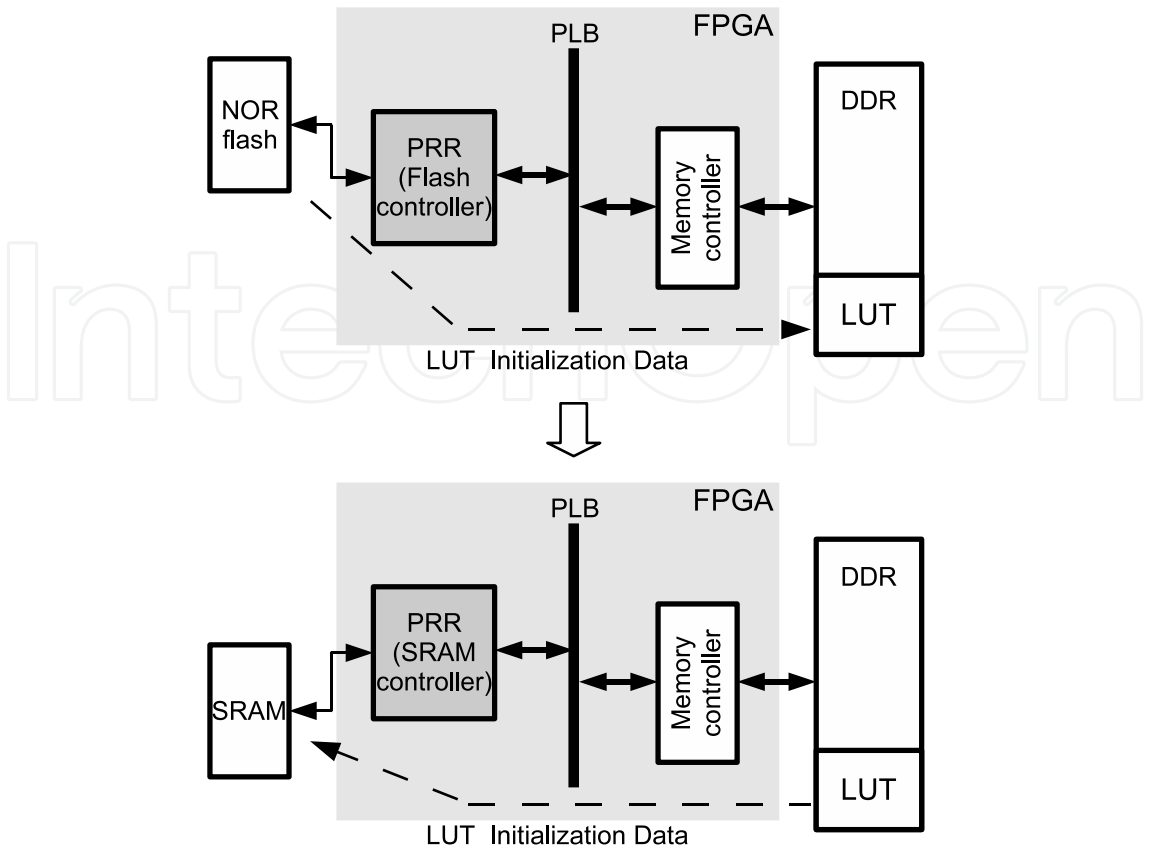 FPGA
PLB
NOR
flash
PRR
(Flash
controller)
Memory
controller
DDR
LUT
LUT Initialization Data
IntechOpen
FPGA
PLB
SRAM
PRR
(SRAM
controller)
Memory
controller
DDR
LUT
LUT Initialization Data